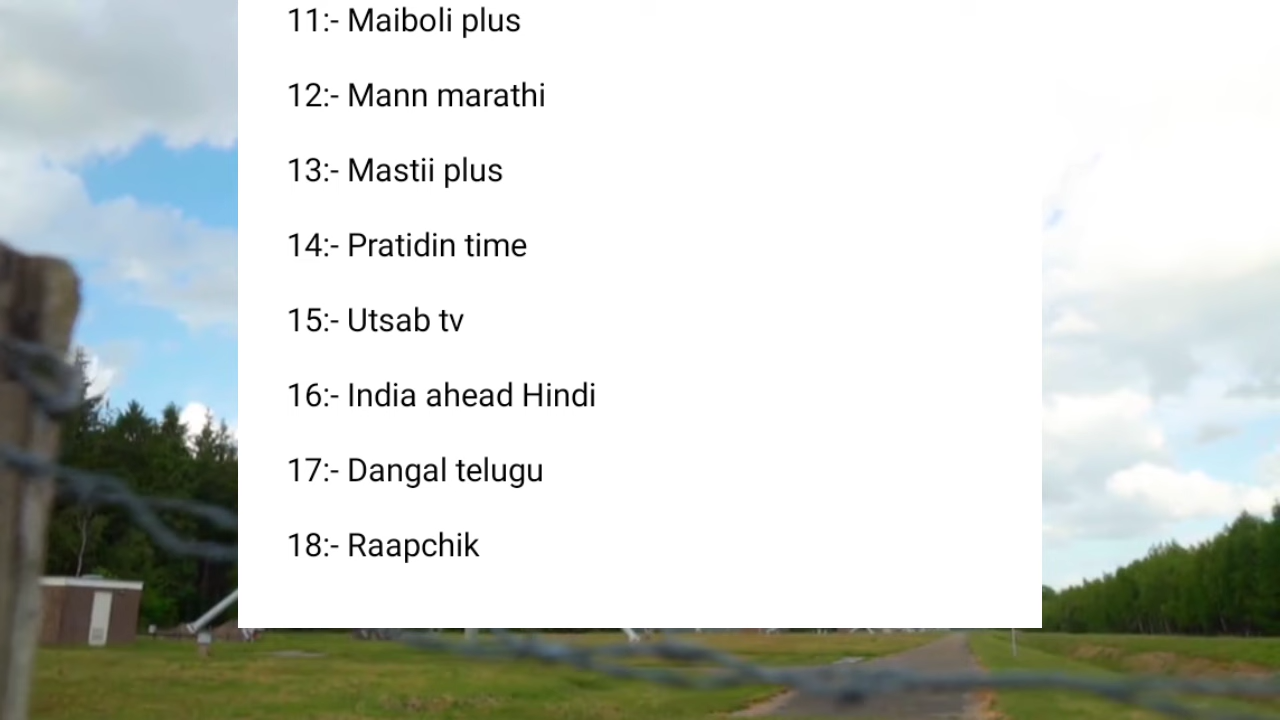 11:- Maiboli plus
12:- Mann marathi
13:- Mastii plus
14:- Pratidin time
15:- Utsab tv
16:- India ahead Hindi
17:- Dangal telugu
18:- Raapchik